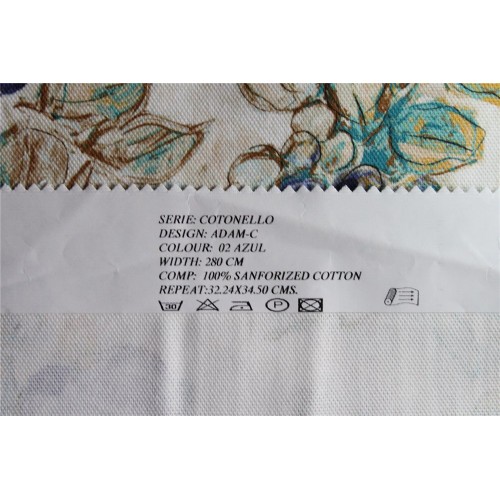 SERIE: COTONELLO
DESIGN: ADAM-C
COLOUR: 02 AZUL
WIDTH: 280 CM
COMP: 100% SANFORIZED COTTON
REPEAT:32.24X34.50 CMS.
30 P